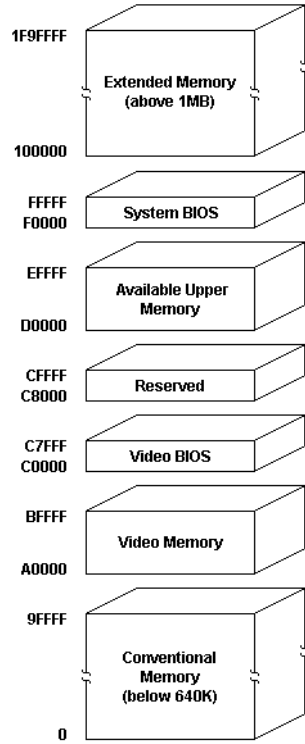 1F9FFFF
Extended Memory
(above 1MB)
100000
FFFFF
System BIOS
F0000
EFFFF
Available Upper
Memory
D0000
CFFFF
Reserved
C8000
C7FFF
Video BIOS
C0000
BFFFF
Video Memory
A0000
9FFFF
Conventional
Memory
(below 640K)
0